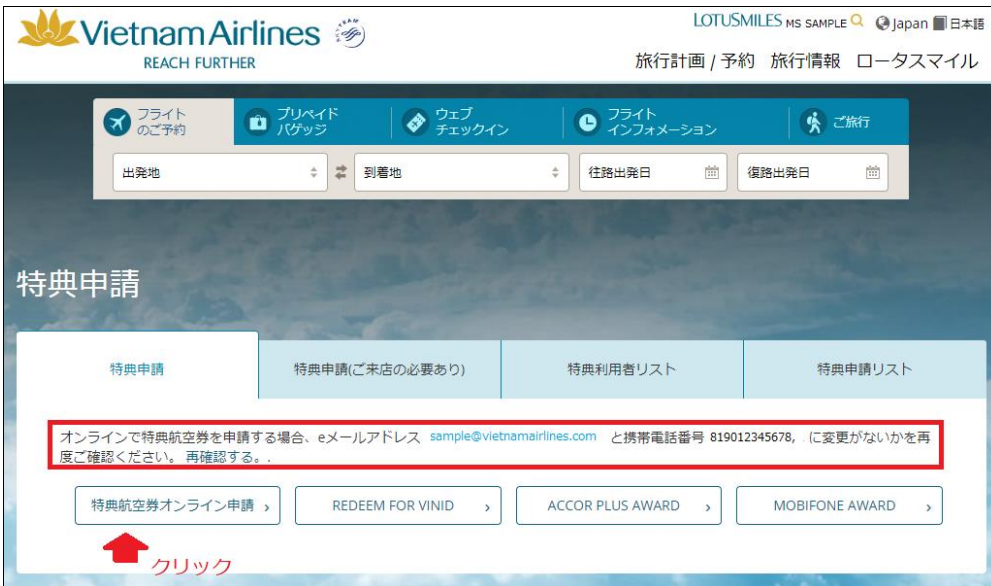 VietnamAirlines
SKYTEAM
REACH FURTHER
LOTUSMILES MS SAMPLE Japan 日本語
旅行計画 / 予約 旅行情報 ロータスマイル
フライト
のご予約
プリペイド
バゲッジ
ウェブ
チェックイン
フライト
インフォメーション
ご旅行
出発地 到着地 往路出発日 復路出発日
特典申請
特典申請 特典申請(ご来店の必要あり) 特典利用者リスト 特典申請リスト
オンラインで特典航空券を申請する場合、eメールアドレス sample@vietnamairlines.com と携帯電話番号 819012345678, に変更がないかを再
度ご確認ください。 再確認する。.
特典航空券オンライン申請 › REDEEM FOR VINID › ACCOR PLUS AWARD › MOBIFONE AWARD ›
クリック